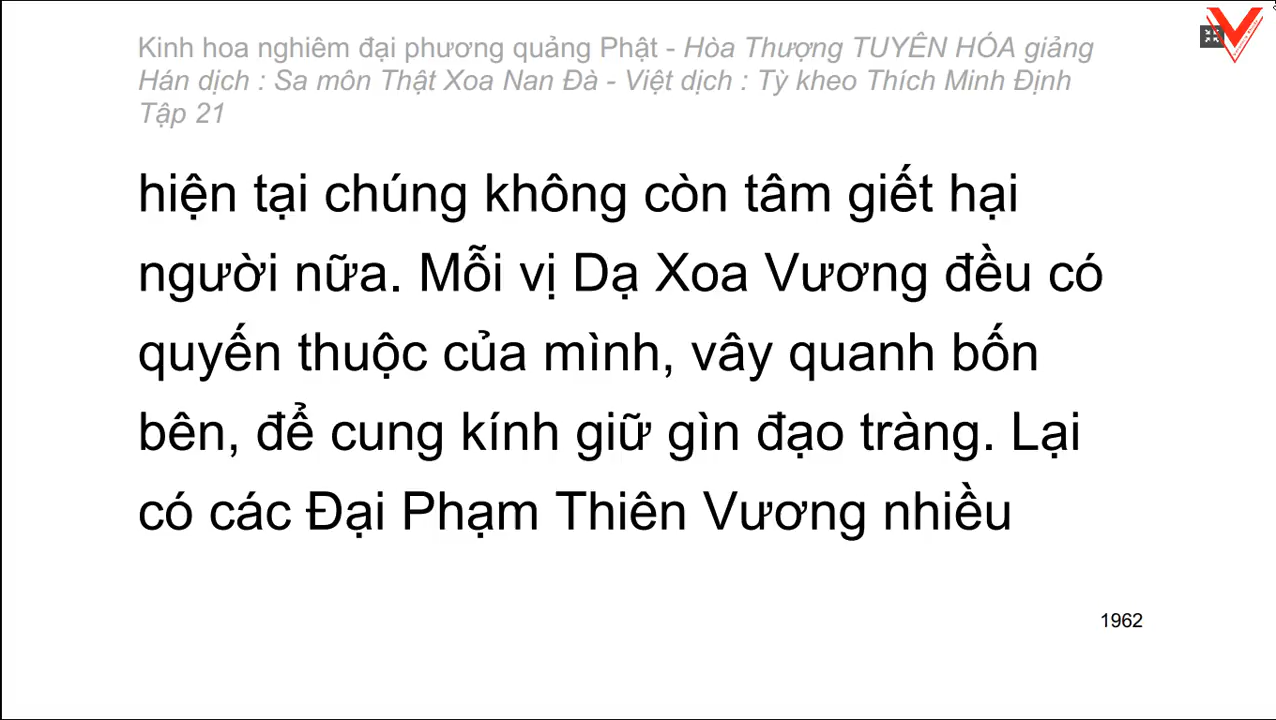 Kinh hoa nghiêm đại phương quảng Phật - Hòa Thượng TUYÊN HÓA giảng
Hán dịch : Sa môn Thật Xoa Nan Đà - Việt dịch : Tỳ kheo Thích Minh Định
Tập 21
hiện tại chúng không còn tâm giết hại
người nữa. Mỗi vị Dạ Xoa Vương đều có
quyến thuộc của mình, vây quanh bốn
bên, để cung kính giữ gìn đạo tràng. Lại
có các Đại Phạm Thiên Vương nhiều
1962